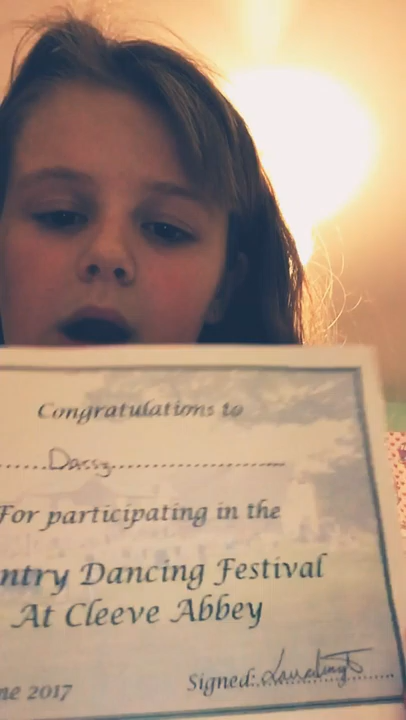 Congratulations to
......Darcy..............................
For participating in the
ntry Dancing Festival
At Cleeve Abbey
ne 2017 Signed: